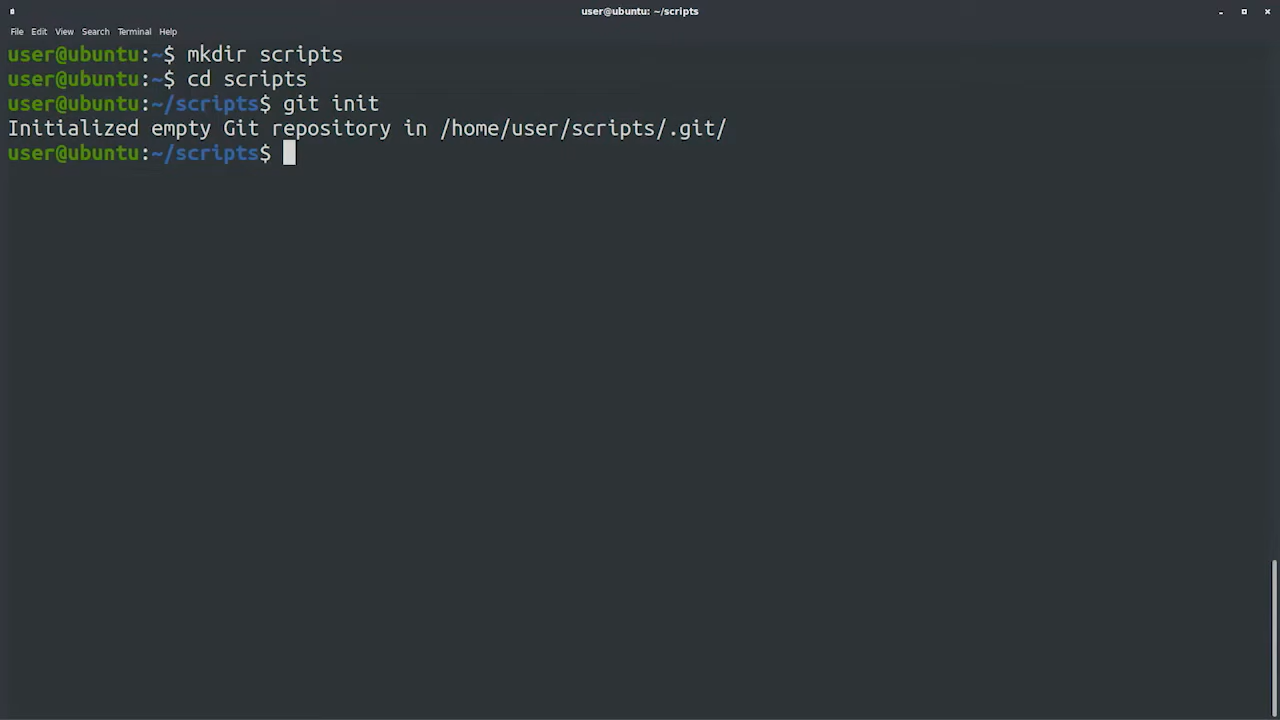 user@ubuntu: ~/scripts
File Edit View Search Terminal Help
user@ubuntu:~$ mkdir scripts
user@ubuntu:~$ cd scripts
user@ubuntu:~/scripts$ git init
Initialized empty Git repository in /home/user/scripts/.git/
user@ubuntu:~/scripts$